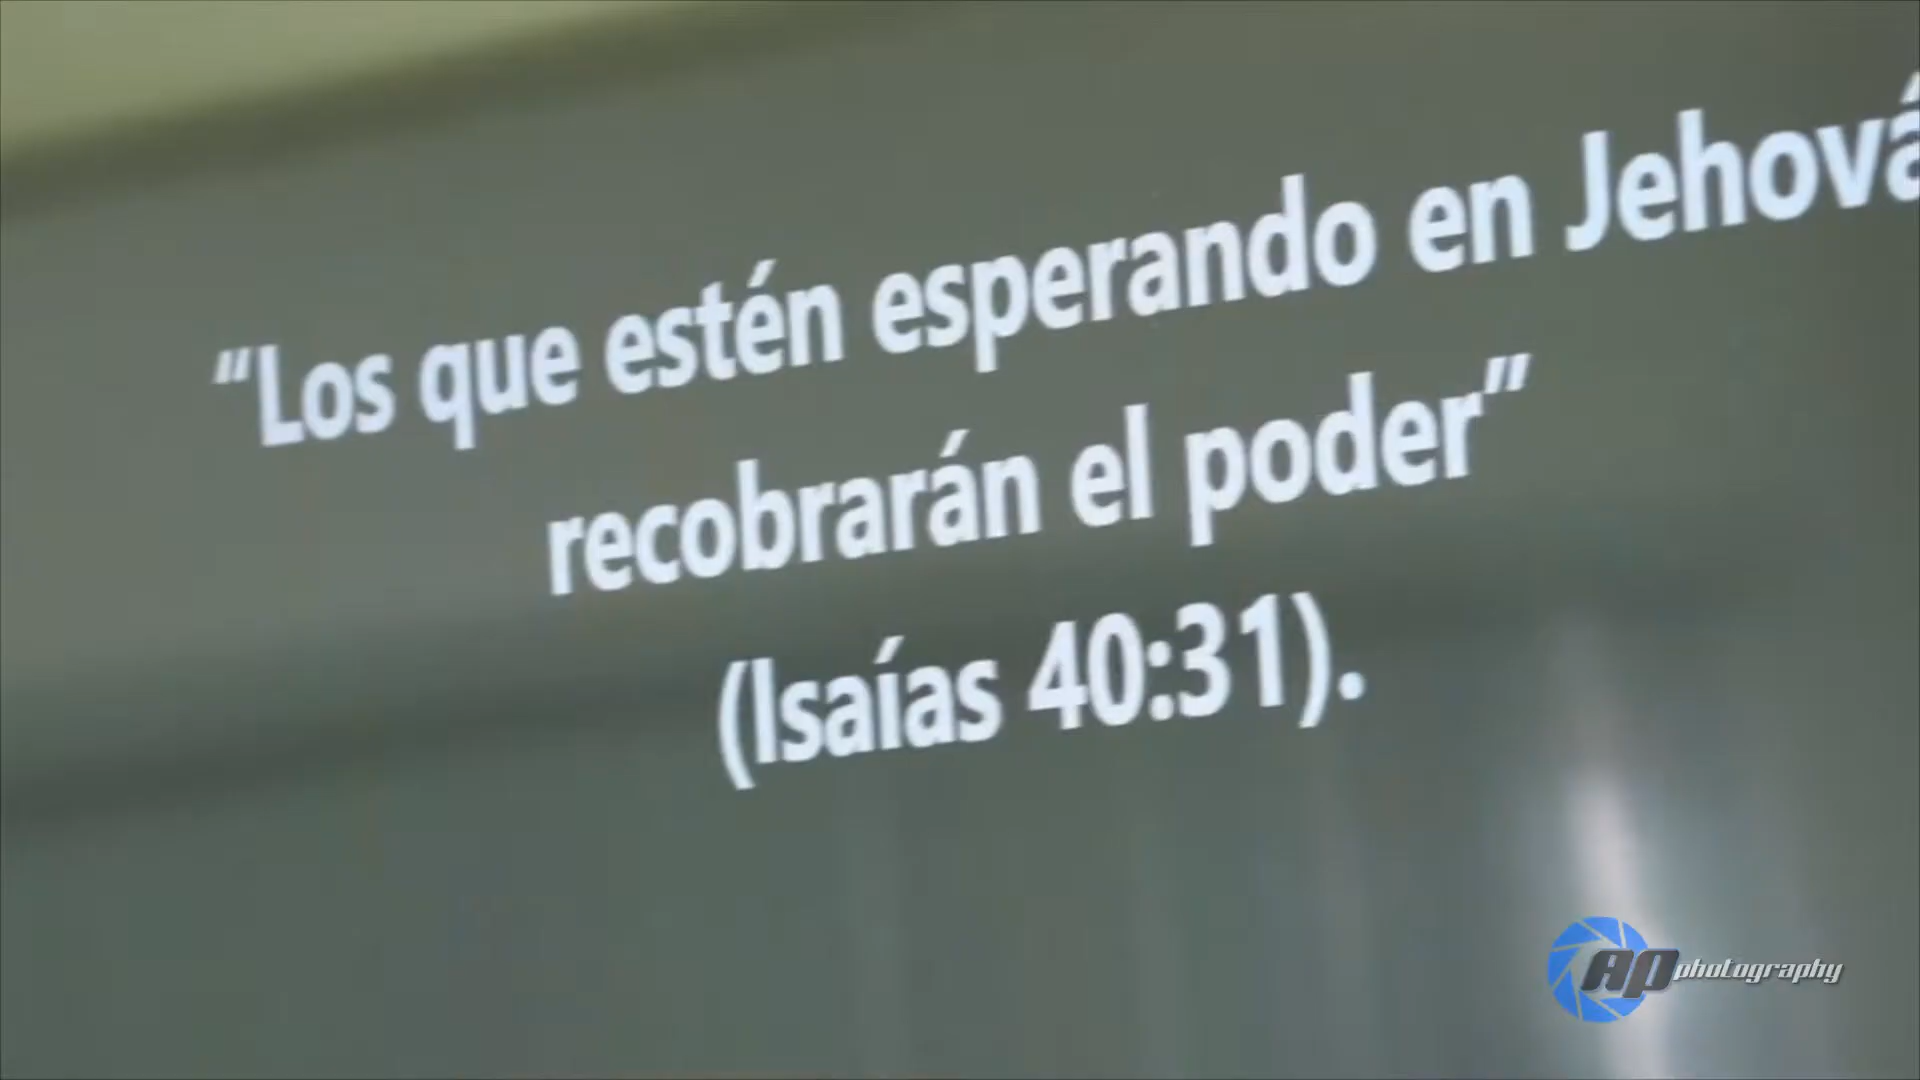 “Los que estén esperando en Jehová
recobrarán el poder”
(Isaías 40:31).
AP photography